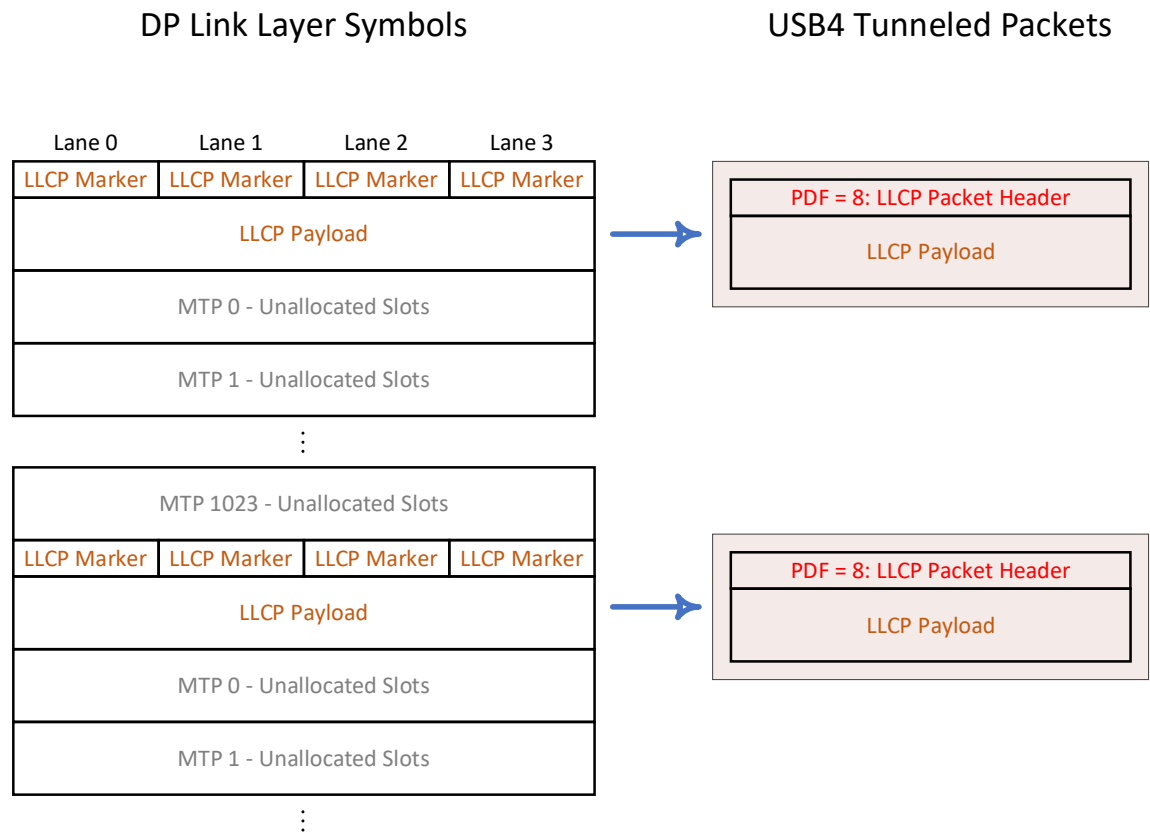 DP Link Layer Symbols
USB4 Tunneled Packets
Lane 0 Lane 1 Lane 2 Lane 3
LLCP Marker LLCP Marker LLCP Marker LLCP Marker
LLCP Payload
MTP 0 - Unallocated Slots
MTP 1 - Unallocated Slots
⋮
MTP 1023 - Unallocated Slots
LLCP Marker LLCP Marker LLCP Marker LLCP Marker
LLCP Payload
MTP 0 - Unallocated Slots
MTP 1 - Unallocated Slots
⋮
PDF = 8: LLCP Packet Header
LLCP Payload
PDF = 8: LLCP Packet Header
LLCP Payload